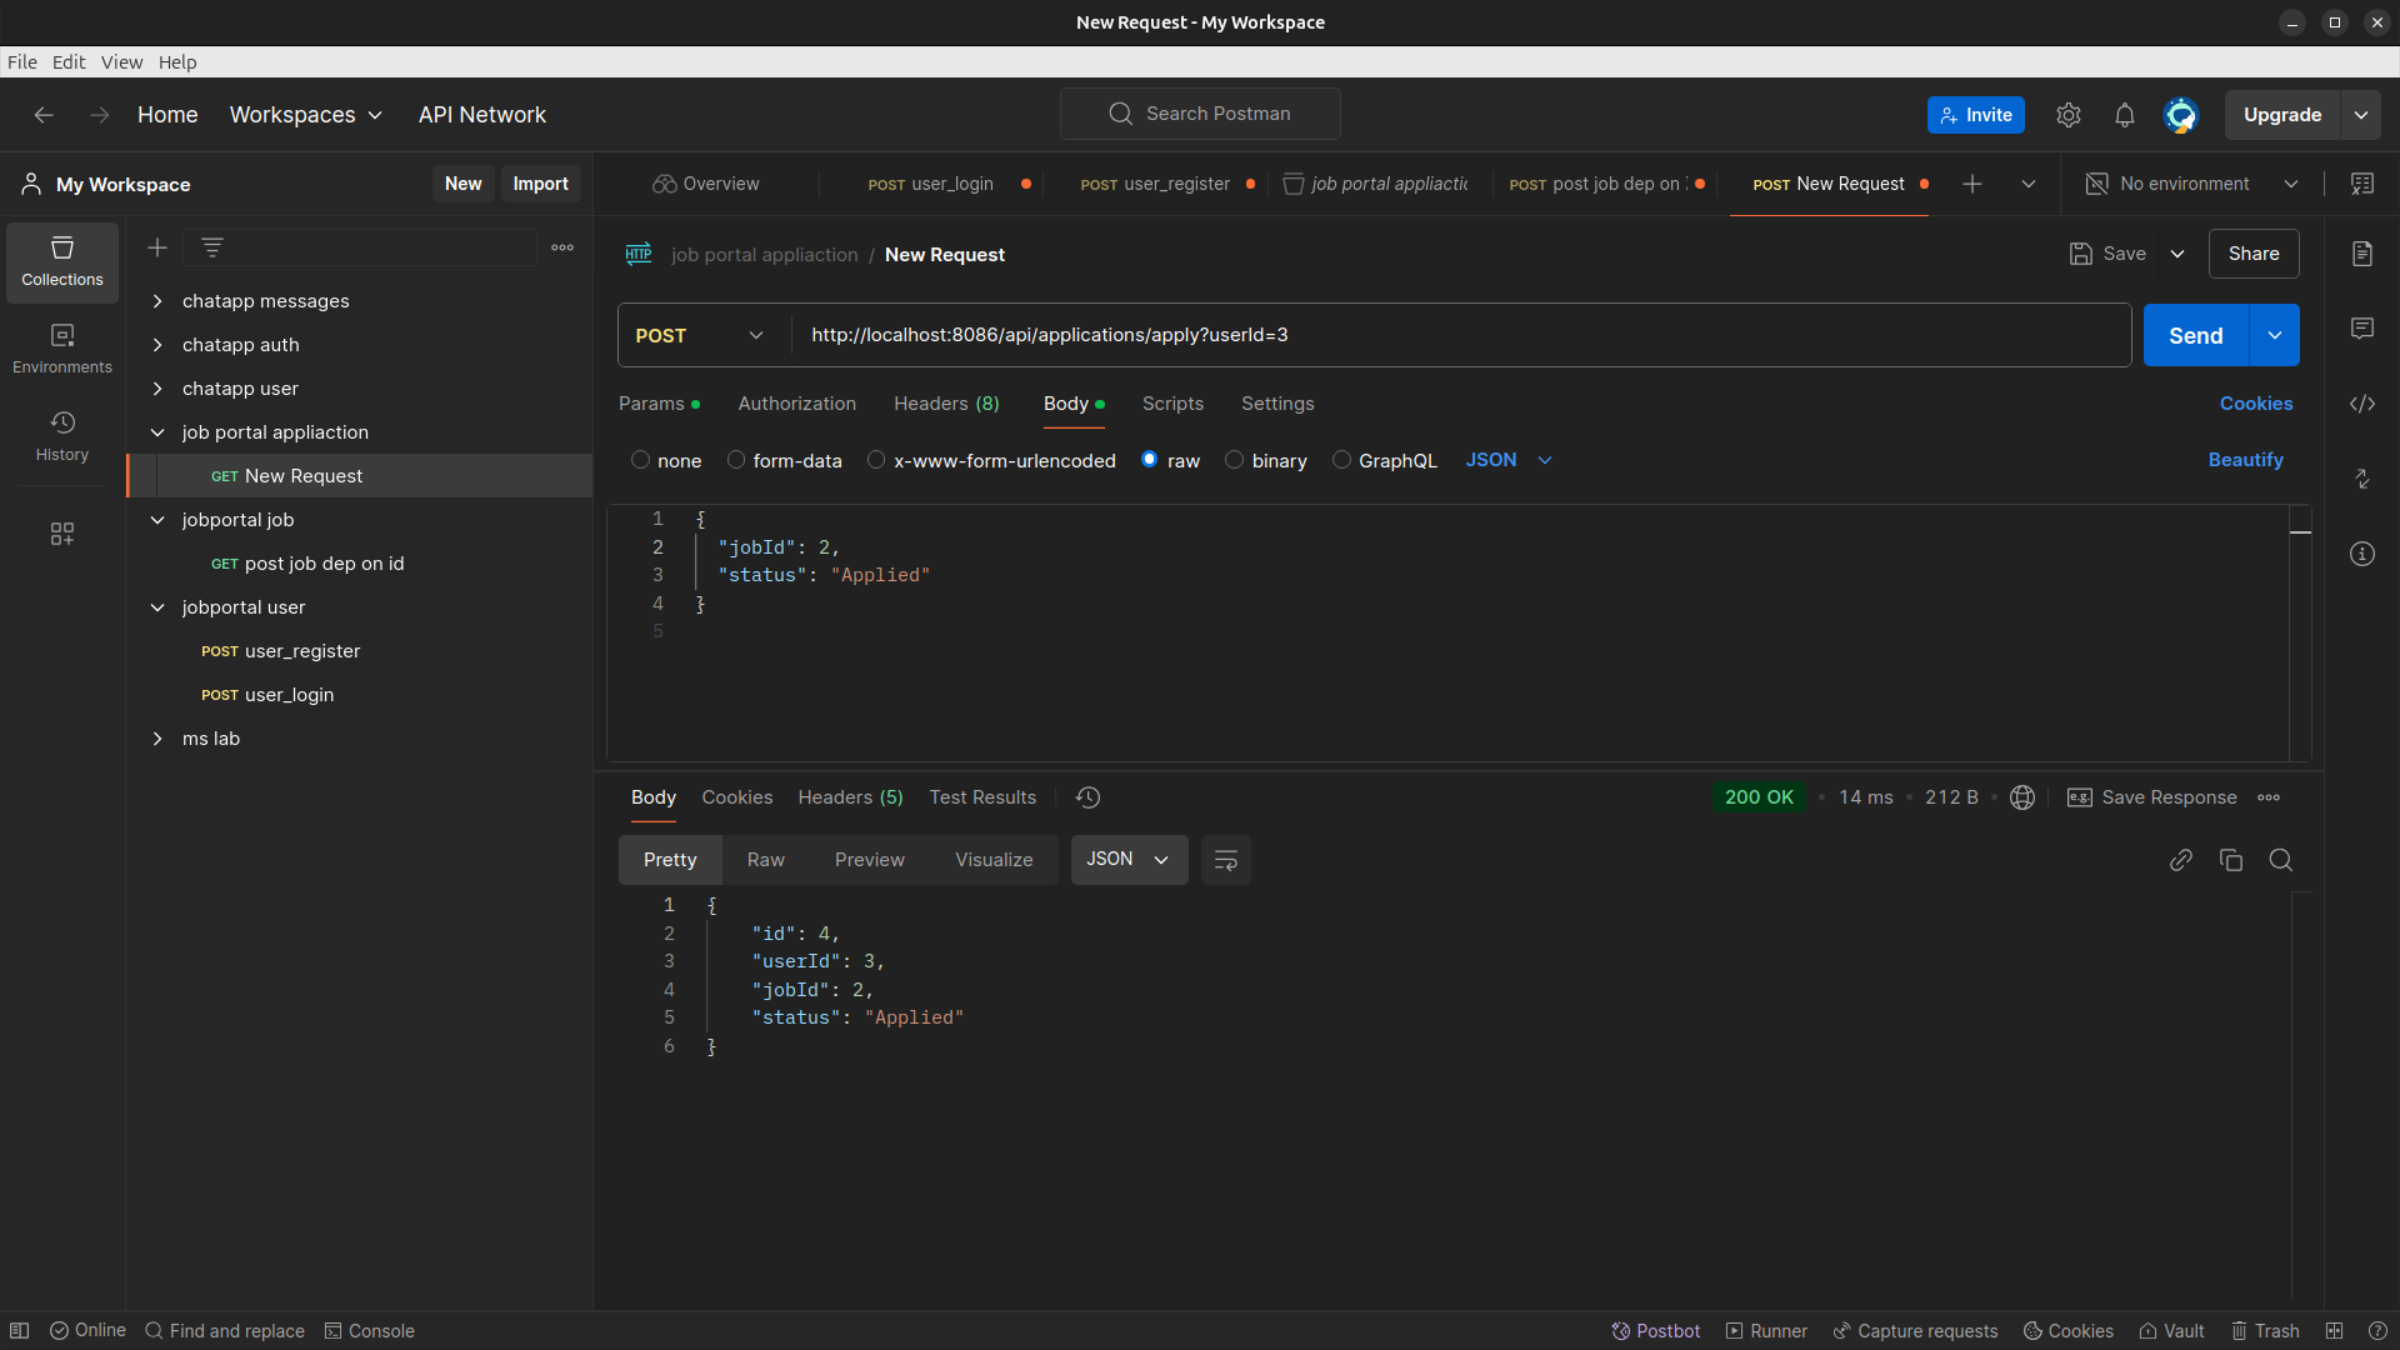 New Request - My Workspace
File Edit View Help
Home Workspaces API Network
Search Postman
Invite
Upgrade
My Workspace
New
Import
Overview
POST user_login
POST user_register
job portal appliactic
POST post job dep on
POST New Request
No environment
Collections
Environments
History
chatapp messages
chatapp auth
chatapp user
job portal appliaction
GET New Request
jobportal job
GET post job dep on id
jobportal user
POST user_register
POST user_login
ms lab
HTTP job portal appliaction / New Request
Save
Share
POST http://localhost:8086/api/applications/apply?userId=3
Send
Params Authorization Headers (8) Body Scripts Settings
Cookies
none form-data x-www-form-urlencoded raw binary GraphQL JSON
Beautify
1 {
2 "jobId": 2,
3 "status": "Applied"
4 }
5
Body Cookies Headers (5) Test Results
200 OK • 14 ms • 212 B • e.g. Save Response
Pretty Raw Preview Visualize JSON
1 {
2 "id": 4,
3 "userId": 3,
4 "jobId": 2,
5 "status": "Applied"
6 }
Online Find and replace Console
Postbot Runner Capture requests Cookies Vault Trash